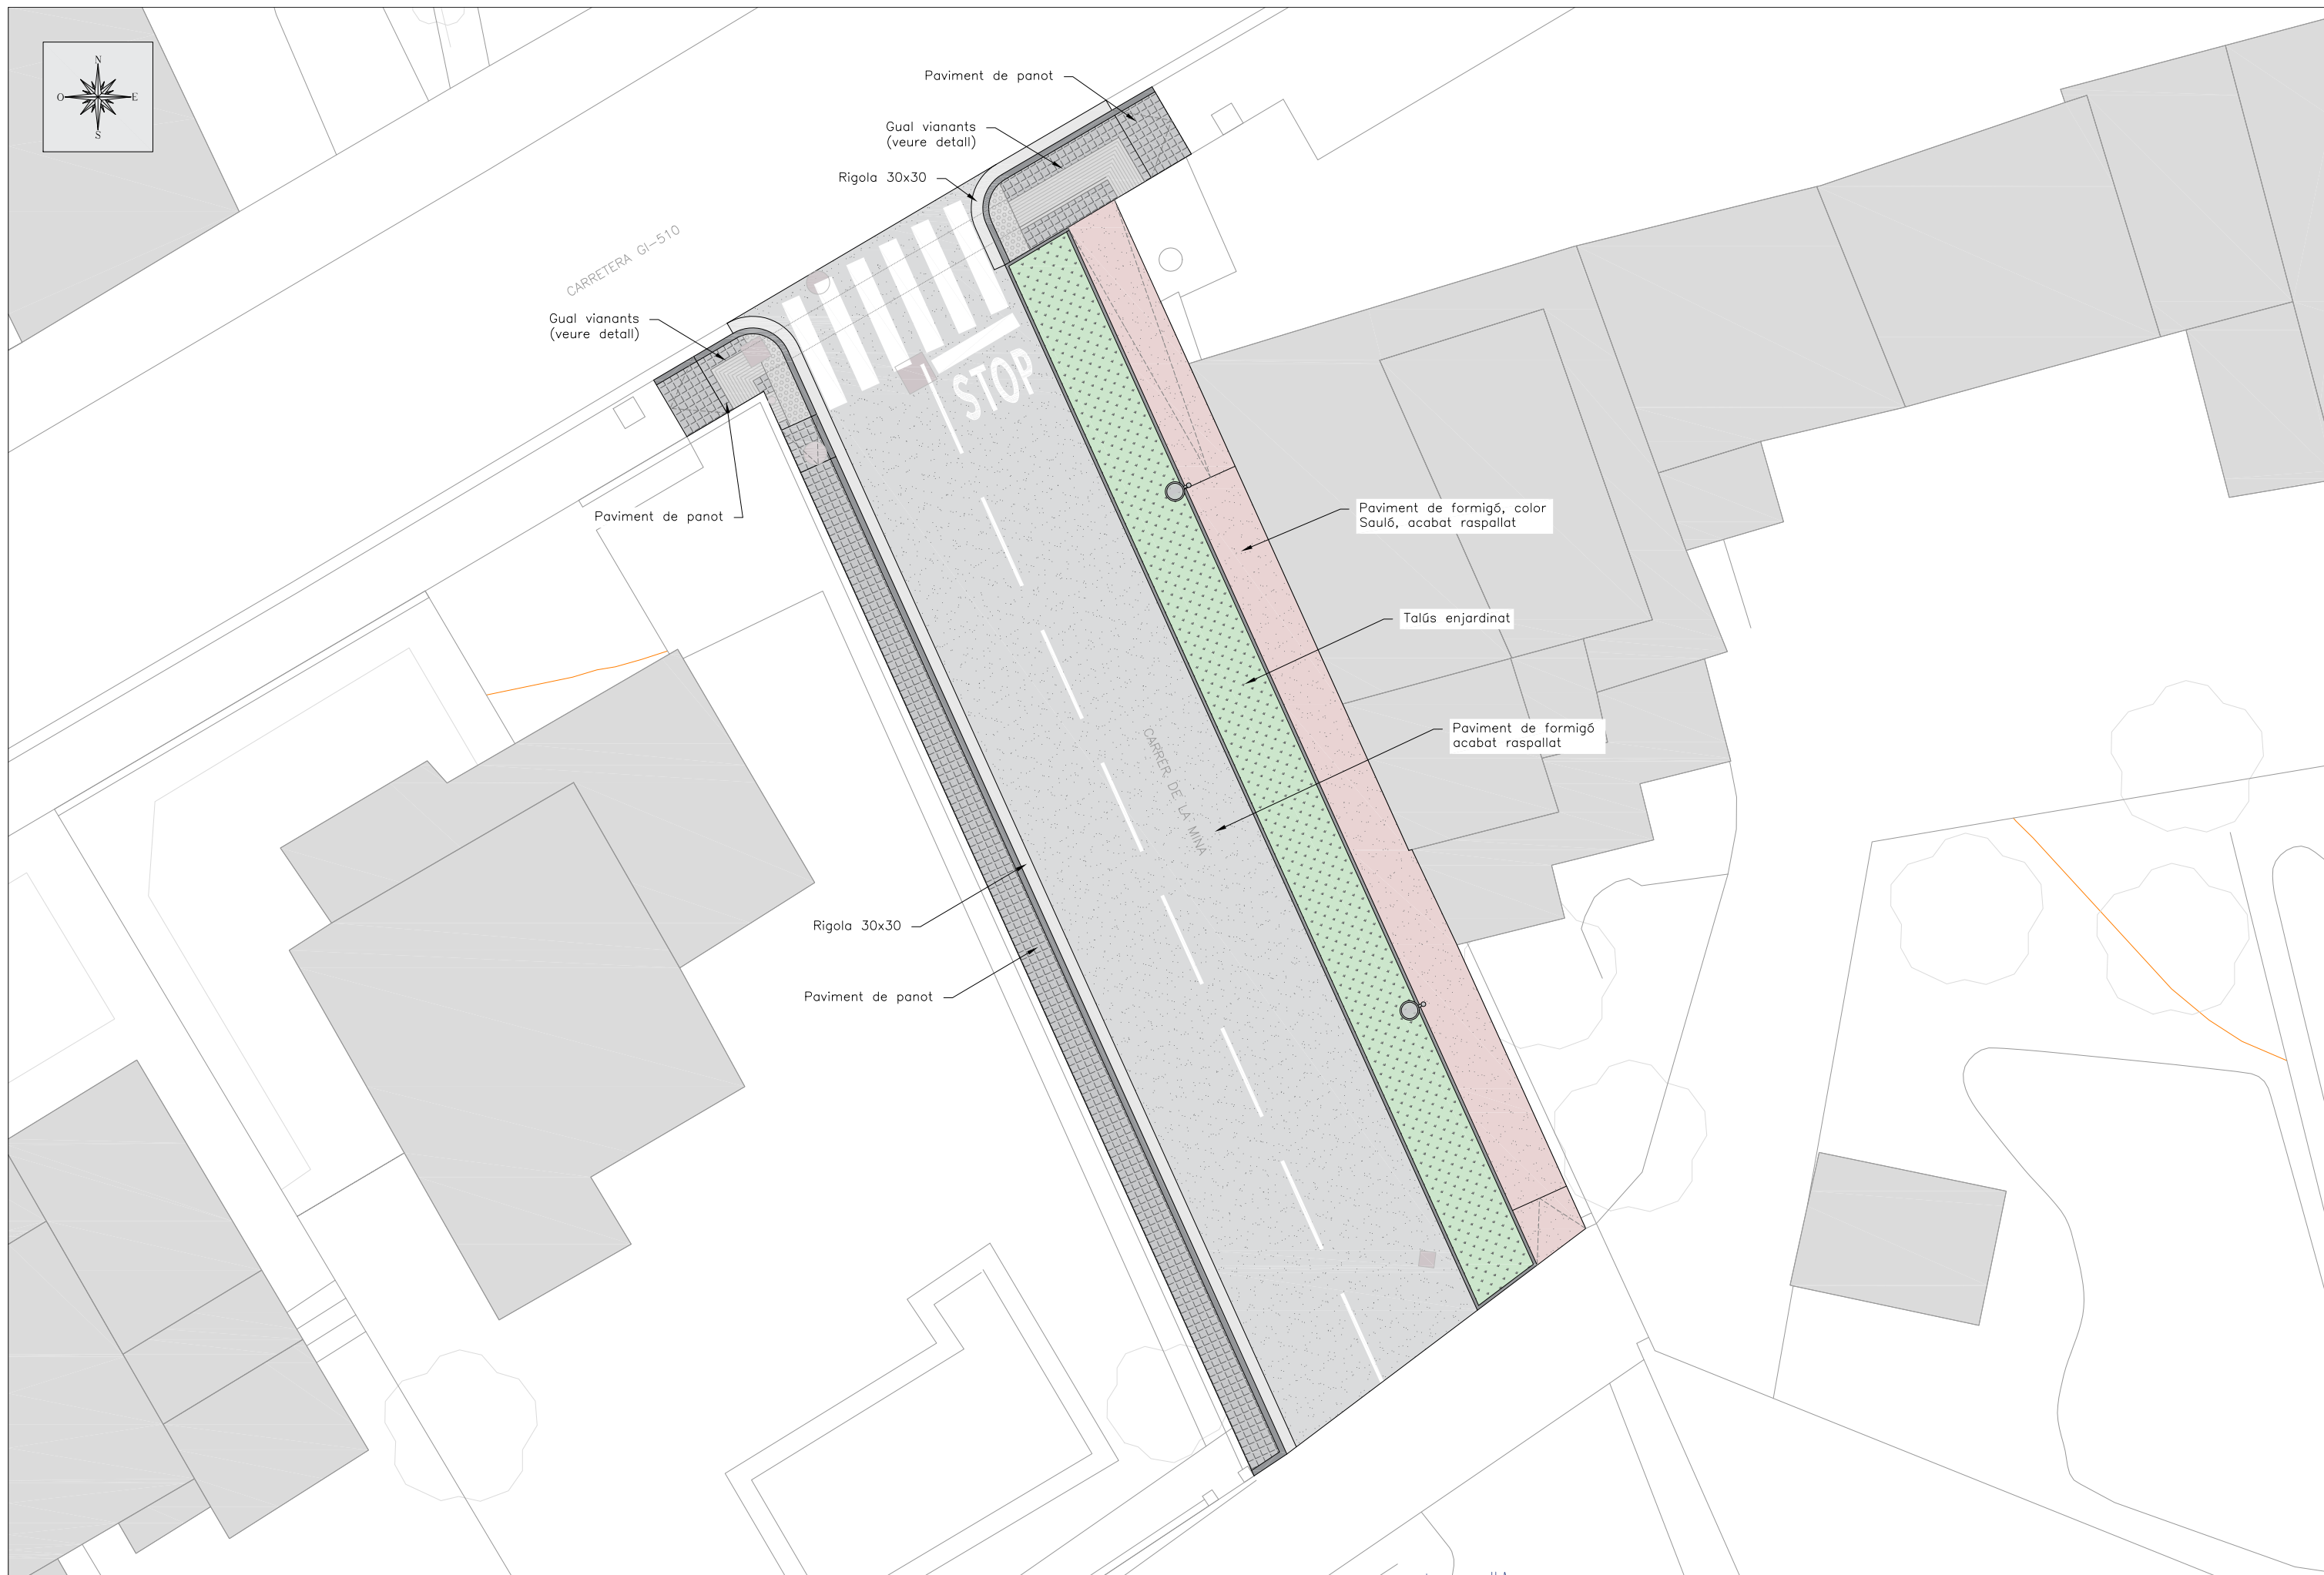 N
O
E
S
Paviment de panot
Gual vianants
(veure detall)
Rigola 30x30
CARRETERA GI-510
Gual vianants
(veure detall)
STOP
Paviment de panot
Paviment de formigó, color
Sauló, acabat raspallat
Talús enjardinat
Paviment de formigó
acabat raspallat
CARRER DE LA MINA
Rigola 30x30
Paviment de panot